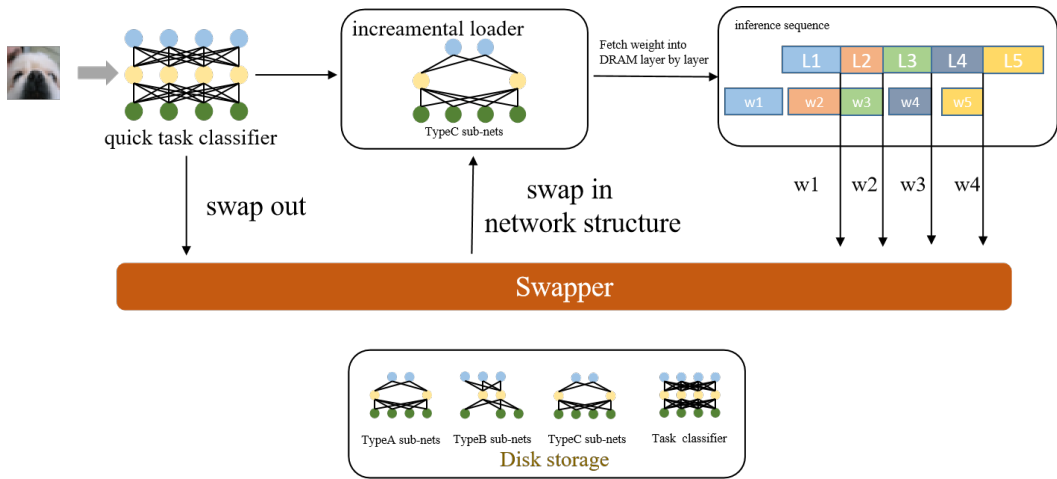 quick task classifier
increamental loader
TypeC sub-nets
Fetch weight into
DRAM layer by layer
inference sequence
L1 L2 L3 L4 L5
w1 w2 w3 w4 w5
w1 w2 w3 w4
swap out
swap in
network structure
Swapper
TypeA sub-nets TypeB sub-nets TypeC sub-nets Task classifier
Disk storage